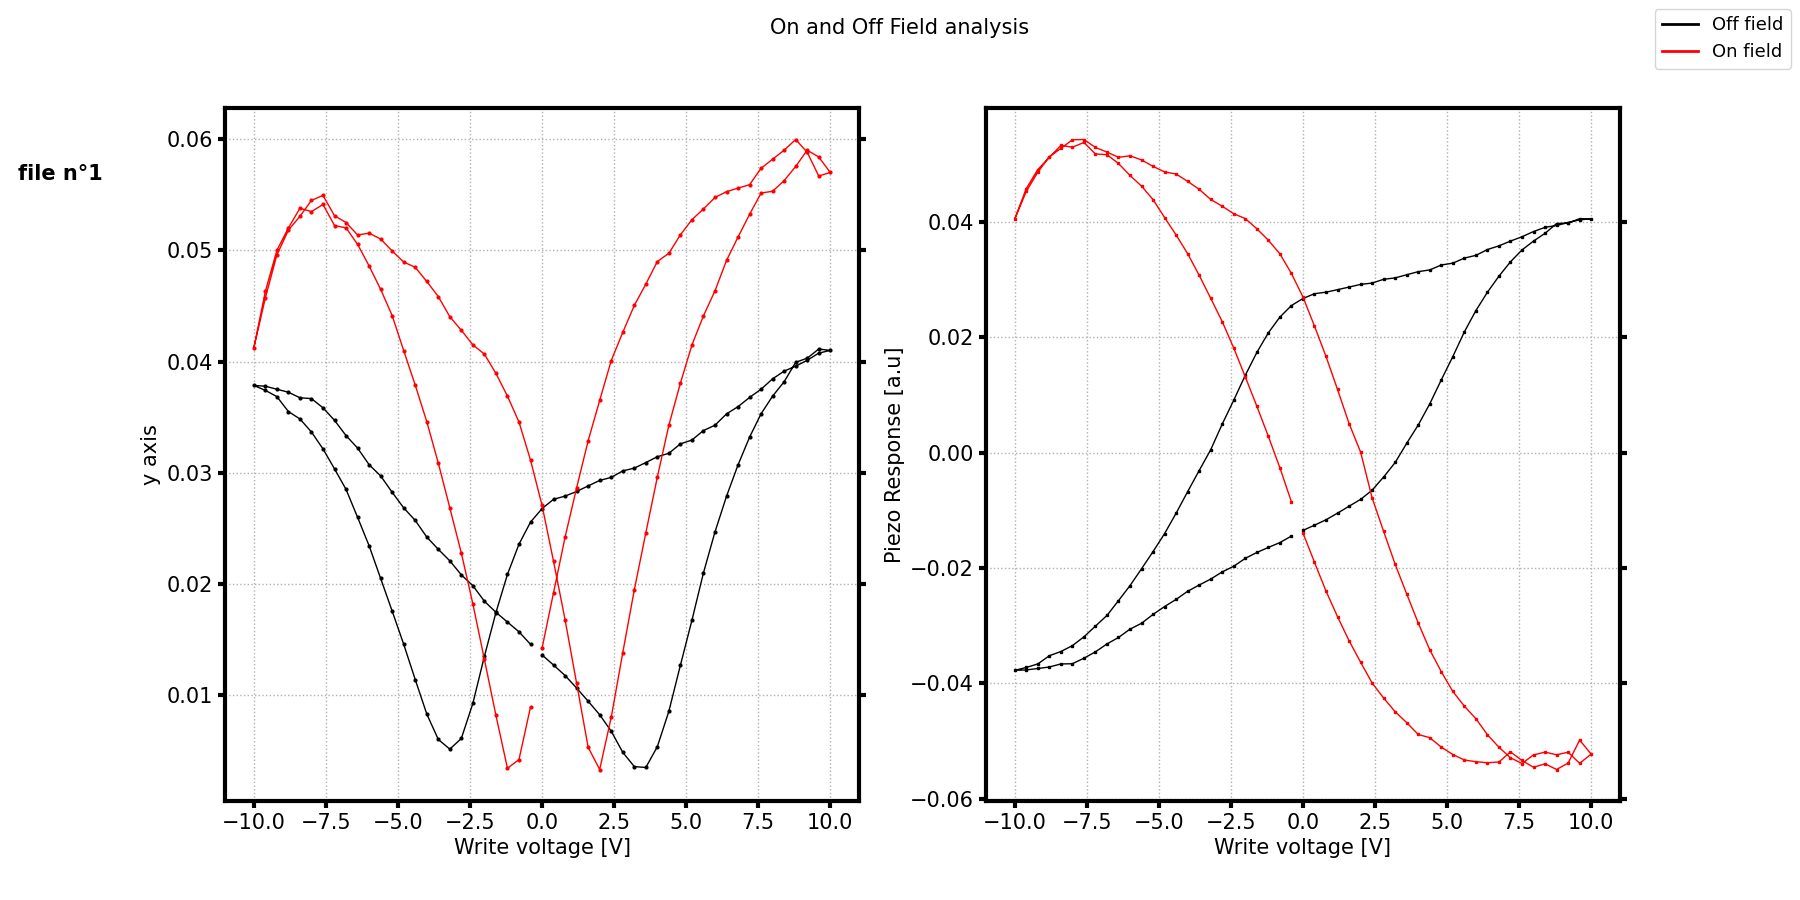 On and Off Field analysis
Off field
On field
file n°1
0.06
0.05
0.04
0.03
0.02
0.01
y axis
−10.0 −7.5 −5.0 −2.5 0.0 2.5 5.0 7.5 10.0
Write voltage [V]
0.04
0.02
0.00
−0.02
−0.04
−0.06
Piezo Response [a.u]
−10.0 −7.5 −5.0 −2.5 0.0 2.5 5.0 7.5 10.0
Write voltage [V]